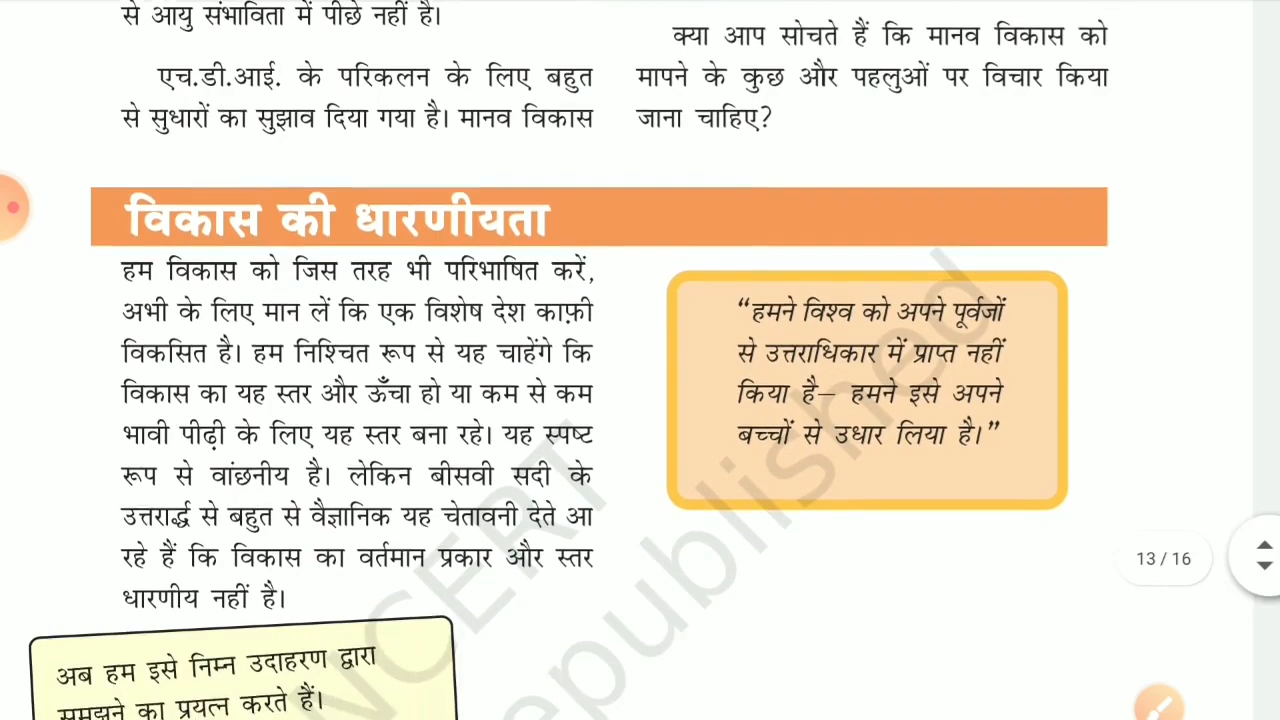 से आयु संभाविता में पीछे नहीं है।
एच.डी.आई. के परिकलन के लिए बहुत
से सुधारों का सुझाव दिया गया है। मानव विकास
क्या आप सोचते हैं कि मानव विकास को
मापने के कुछ और पहलुओं पर विचार किया
जाना चाहिए?
विकास की धारणीयता
हम विकास को जिस तरह भी परिभाषित करें,
अभी के लिए मान लें कि एक विशेष देश काफ़ी
विकसित है। हम निश्चित रूप से यह चाहेंगे कि
विकास का यह स्तर और ऊँचा हो या कम से कम
भावी पीढ़ी के लिए यह स्तर बना रहे। यह स्पष्ट
रूप से वांछनीय है। लेकिन बीसवी सदी के
उत्तरार्द्ध से बहुत से वैज्ञानिक यह चेतावनी देते आ
रहे हैं कि विकास का वर्तमान प्रकार और स्तर
धारणीय नहीं है।
“हमने विश्व को अपने पूर्वजों
से उत्तराधिकार में प्राप्त नहीं
किया है– हमने इसे अपने
बच्चों से उधार लिया है।”
13 / 16
अब हम इसे निम्न उदाहरण द्वारा
समझने का प्रयत्न करते हैं।
NCERT
republished